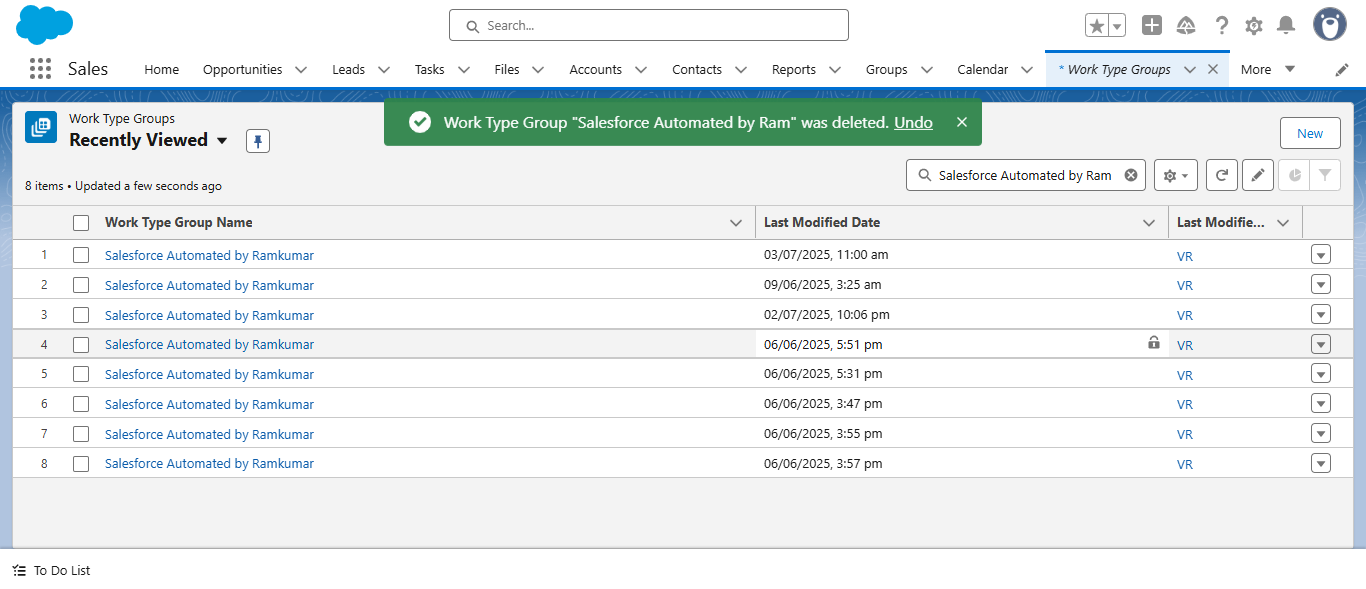 Search...
Sales
Home
Opportunities
Leads
Tasks
Files
Accounts
Contacts
Reports
Groups
Calendar
* Work Type Groups
More
Work Type Groups
Recently Viewed
Work Type Group "Salesforce Automated by Ram" was deleted. Undo
New
8 items • Updated a few seconds ago
Salesforce Automated by Ram
Work Type Group Name
Last Modified Date
Last Modifie...
1 Salesforce Automated by Ramkumar 03/07/2025, 11:00 am VR
2 Salesforce Automated by Ramkumar 09/06/2025, 3:25 am VR
3 Salesforce Automated by Ramkumar 02/07/2025, 10:06 pm VR
4 Salesforce Automated by Ramkumar 06/06/2025, 5:51 pm VR
5 Salesforce Automated by Ramkumar 06/06/2025, 5:31 pm VR
6 Salesforce Automated by Ramkumar 06/06/2025, 3:47 pm VR
7 Salesforce Automated by Ramkumar 06/06/2025, 3:55 pm VR
8 Salesforce Automated by Ramkumar 06/06/2025, 3:57 pm VR
To Do List